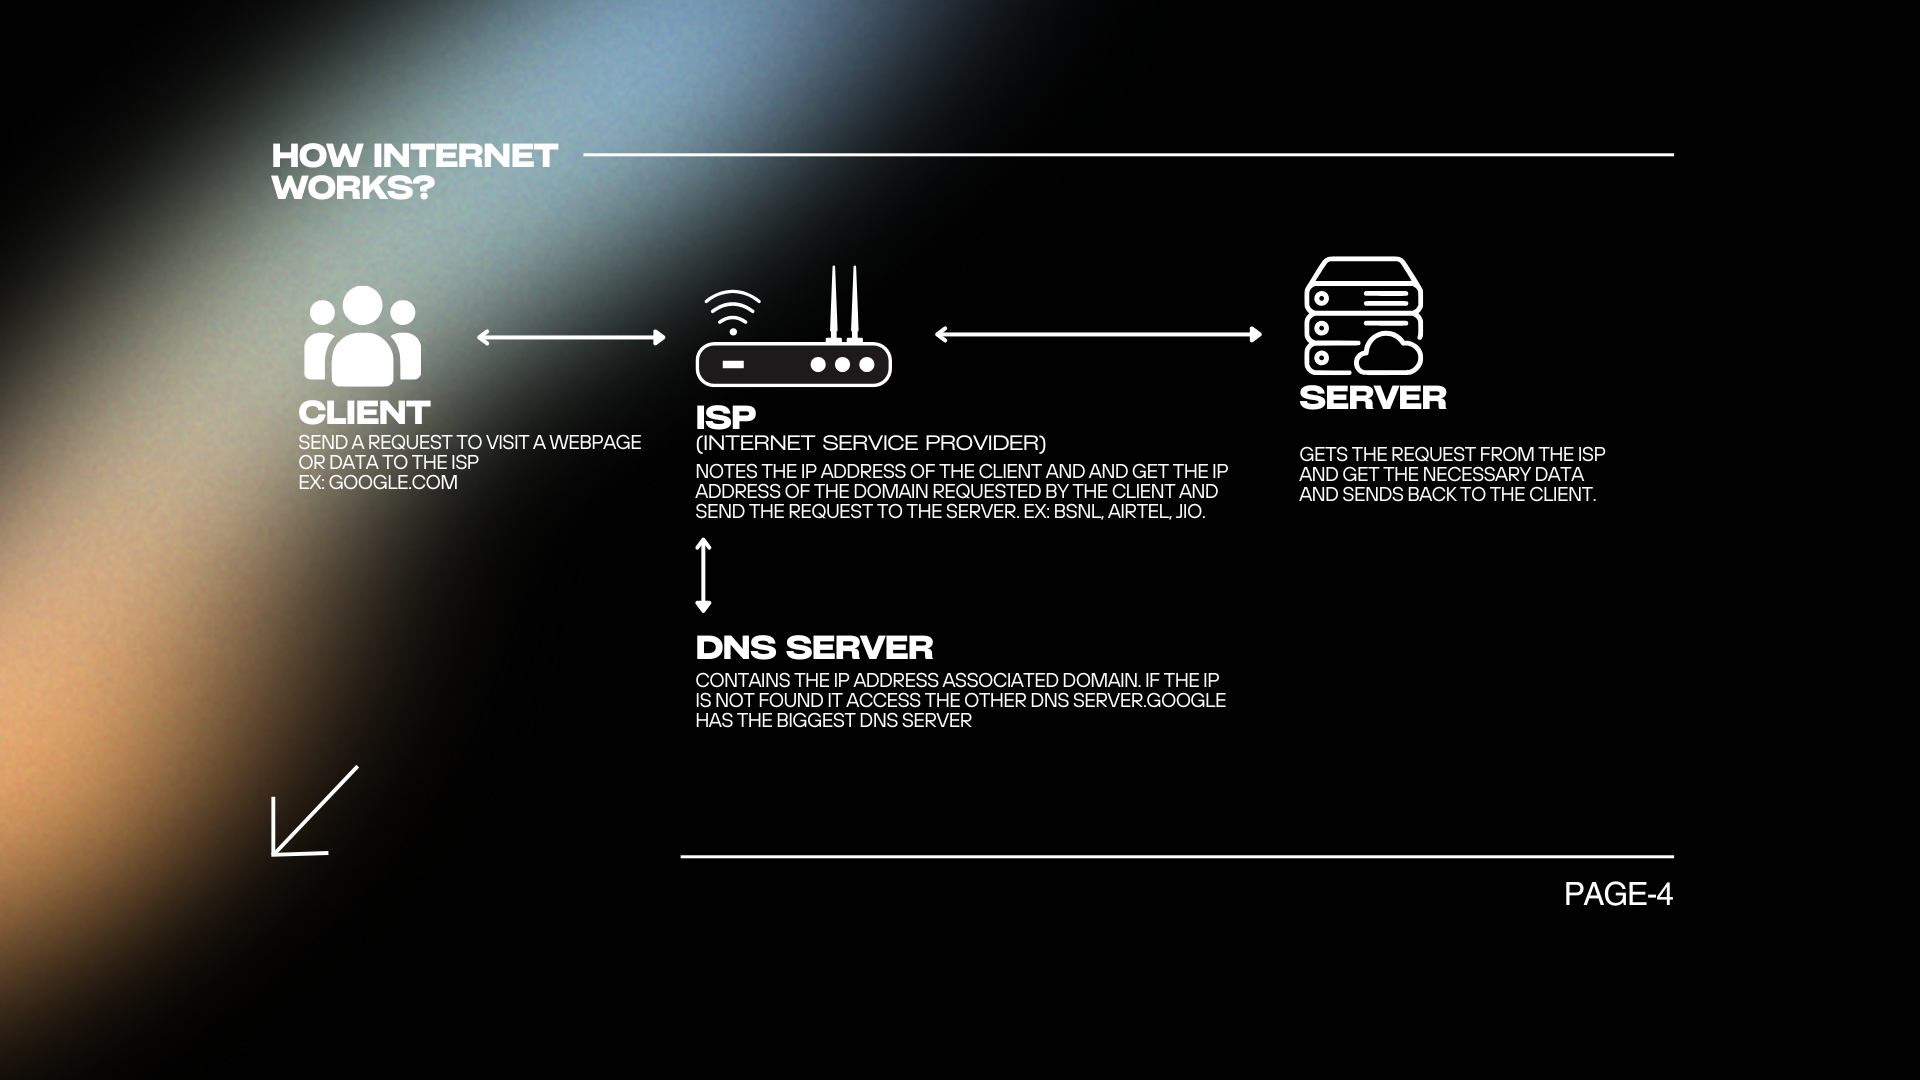 HOW INTERNET
WORKS?
CLIENT
SEND A REQUEST TO VISIT A WEBPAGE
OR DATA TO THE ISP
EX: GOOGLE.COM
ISP
(INTERNET SERVICE PROVIDER)
NOTES THE IP ADDRESS OF THE CLIENT AND AND GET THE IP
ADDRESS OF THE DOMAIN REQUESTED BY THE CLIENT AND
SEND THE REQUEST TO THE SERVER. EX: BSNL, AIRTEL, JIO.
SERVER
GETS THE REQUEST FROM THE ISP
AND GET THE NECESSARY DATA
AND SENDS BACK TO THE CLIENT.
DNS SERVER
CONTAINS THE IP ADDRESS ASSOCIATED DOMAIN. IF THE IP
IS NOT FOUND IT ACCESS THE OTHER DNS SERVER.GOOGLE
HAS THE BIGGEST DNS SERVER
PAGE-4